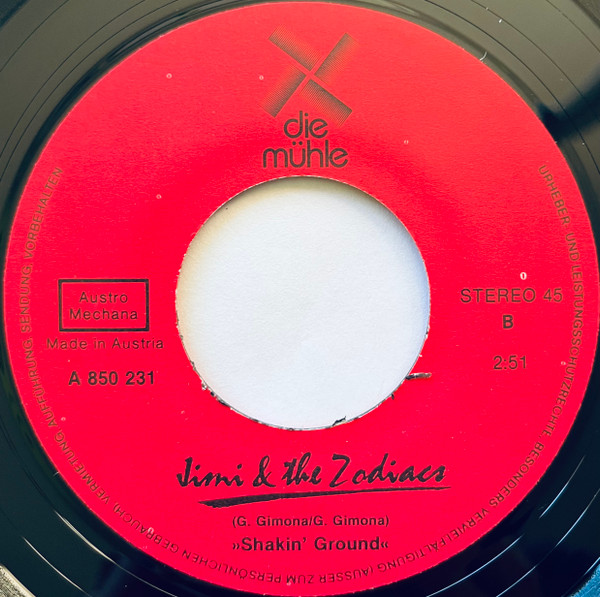 die
mühle
Austro
Mechana
Made in Austria
A 850 231
STEREO 45
B
2:51
Jimi & the Zodiacs
(G. Gimona/G. Gimona)
»Shakin' Ground«
URHEBER- UND LEISTUNGSSCHUTZRECHTE, BESONDERS VERVIELFÄLTIGUNG (AUSSER ZUM PERSÖNLICHEN GEBRAUCH) VERMIETUNG, AUFFÜHRUNG, SENDUNG, VORBEHALTEN